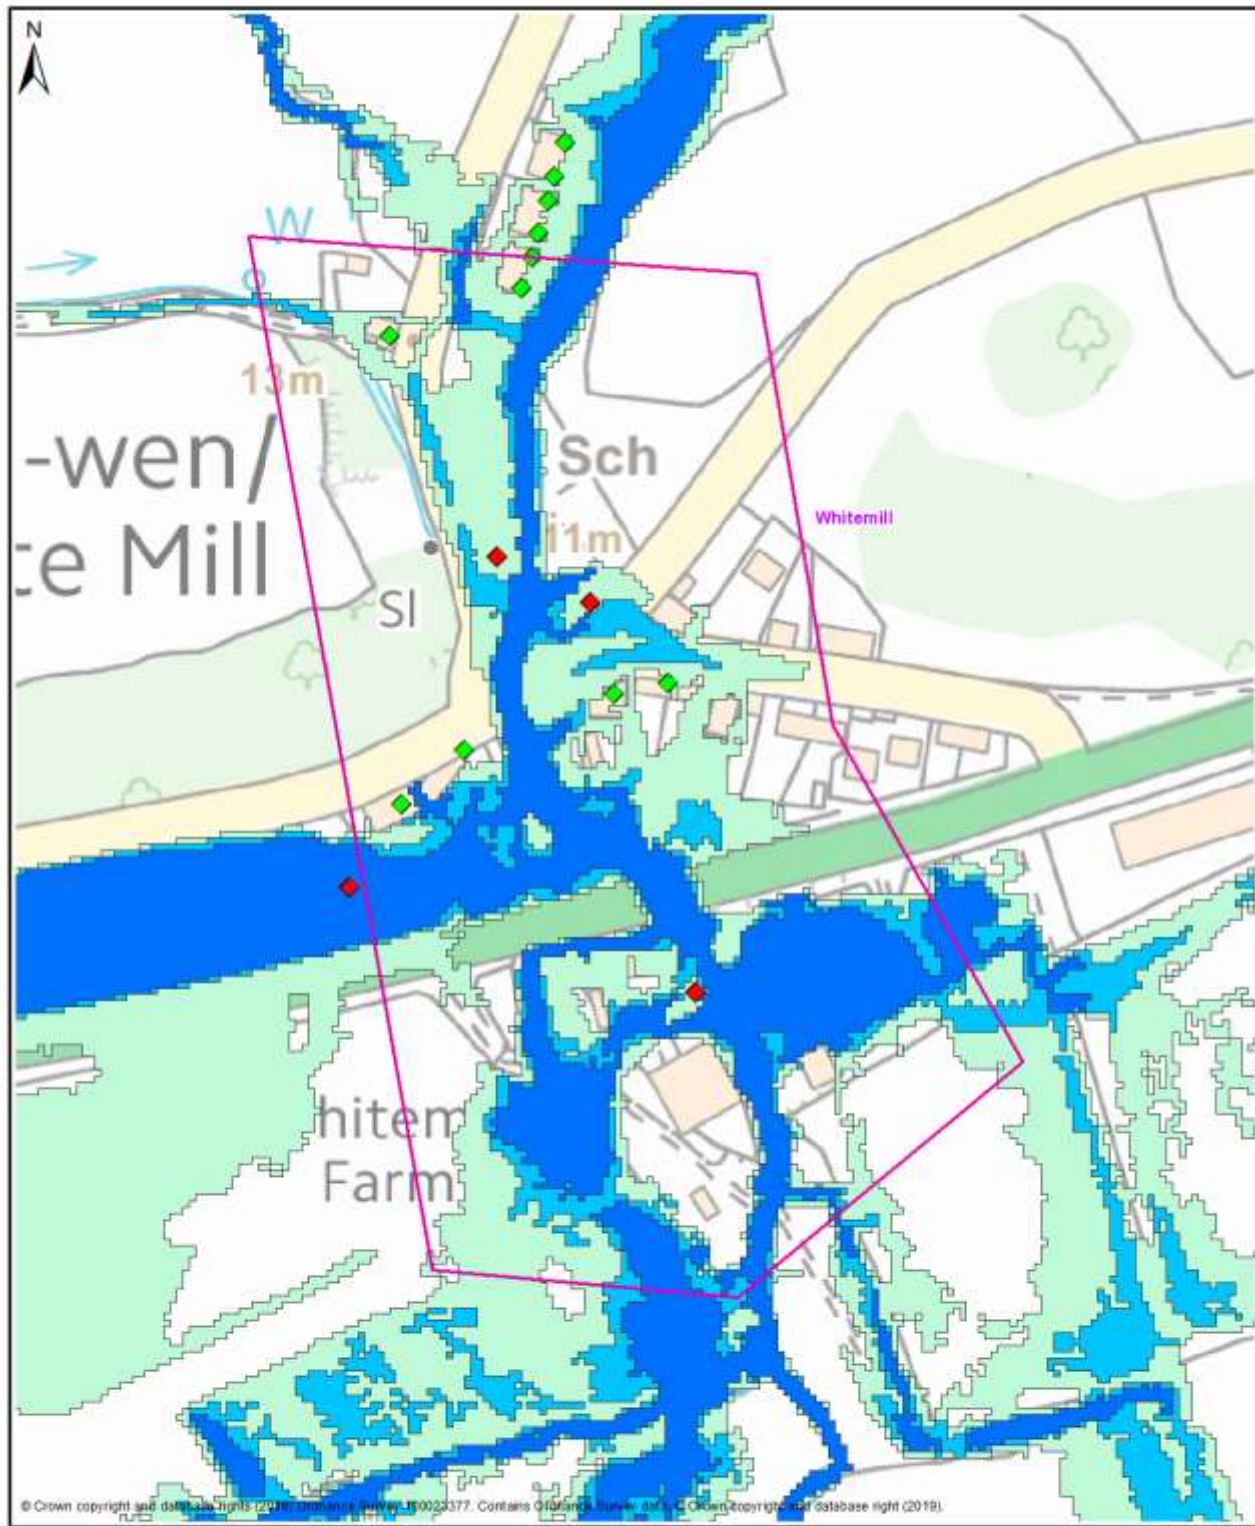 N
W
13m
-wen/
te Mill
Sch
11m
Whitemill
Sl
hitem
Farm
© Crown copyright and database rights (2019) Ordnance Survey 100023377. Contains Ordnance Survey data © Crown copyright and database right (2019).